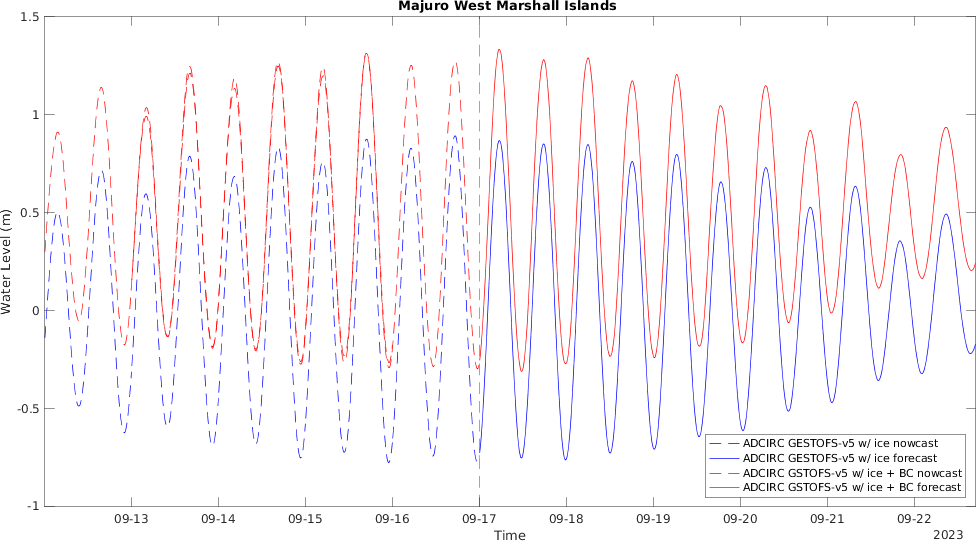 Majuro West Marshall Islands
1.5
1
0.5
0
-0.5
-1
Water Level (m)
ADCIRC GESTOFS-v5 w/ ice nowcast
ADCIRC GESTOFS-v5 w/ ice forecast
ADCIRC GSTOFS-v5 w/ ice + BC nowcast
ADCIRC GSTOFS-v5 w/ ice + BC forecast
09-13 09-14 09-15 09-16 09-17 09-18 09-19 09-20 09-21 09-22
Time
2023